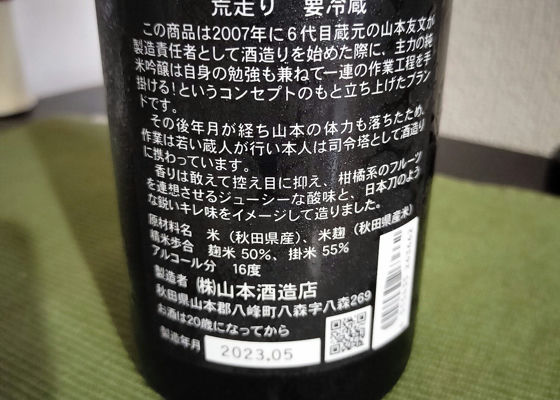 荒走り 要冷蔵
この商品は2007年に6代目蔵元の山本友文が
製造責任者として酒造りを始めた際に、主力の純
米吟醸は自身の勉強も兼ねて一連の作業工程を手
掛ける!というコンセプトのもと立ち上げたブラン
ドです。
その後年月が経ち山本の体力も落ちたため、
作業は若い蔵人が行い本人は司令塔として酒造り
に携わっています。
香りは敢えて控え目に抑え、柑橘系のフルーツ
を連想させるジューシーな酸味と、日本刀のよう
な鋭いキレ味をイメージして造りました。
原材料名 米(秋田県産)、米麹(秋田県産米)
精米歩合 麹米50%、掛米55%
アルコール分 16度
製造者 ㈱山本酒造店
秋田県山本郡八峰町八森字八森269
お酒は20歳になってから
製造年月 2023.05